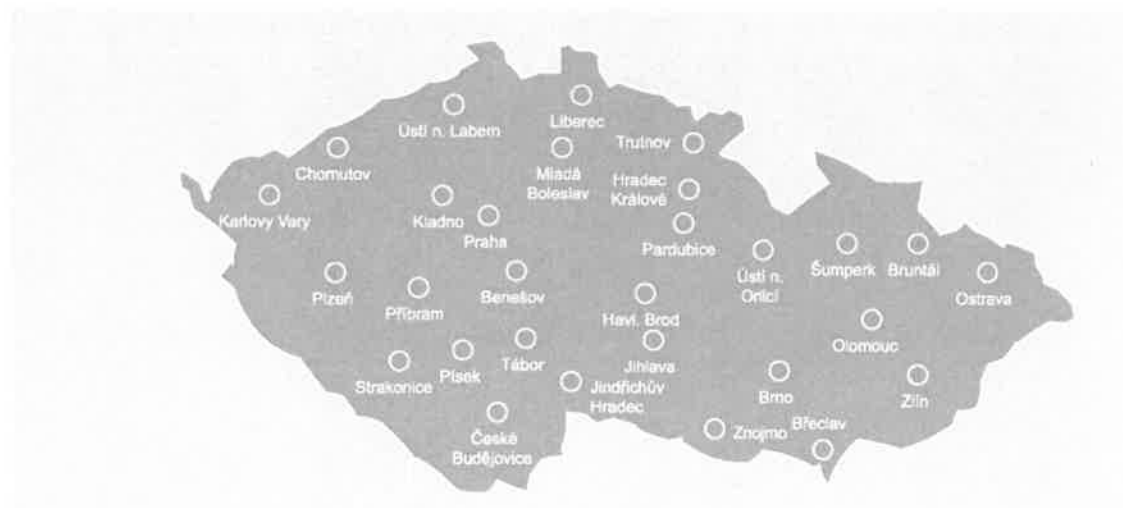 Ústí n. Labem
Liberec
Trutnov
Chomutov
Mladá
Boleslav
Hradec
Králové
Karlovy Vary
Kladno
Praha
Pardubice
Ústí n.
Orlicí
Šumperk
Bruntál
Plzeň
Příbram
Benešov
Havl. Brod
Ostrava
Olomouc
Strakonice
Písek
Tábor
Jihlava
Jindřichův
Hradec
Brno
Zlín
České
Budějovice
Znojmo
Břeclav